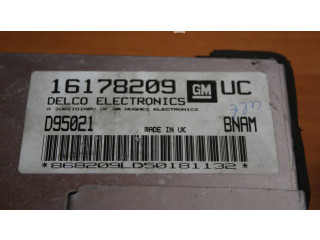 16178209 GM UC
DELCO ELECTRONICS
A SUBSIDIARY OF GM HUGHES ELECTRONICS
D95021 MADE IN UK BNAM
*868209LD50181132*